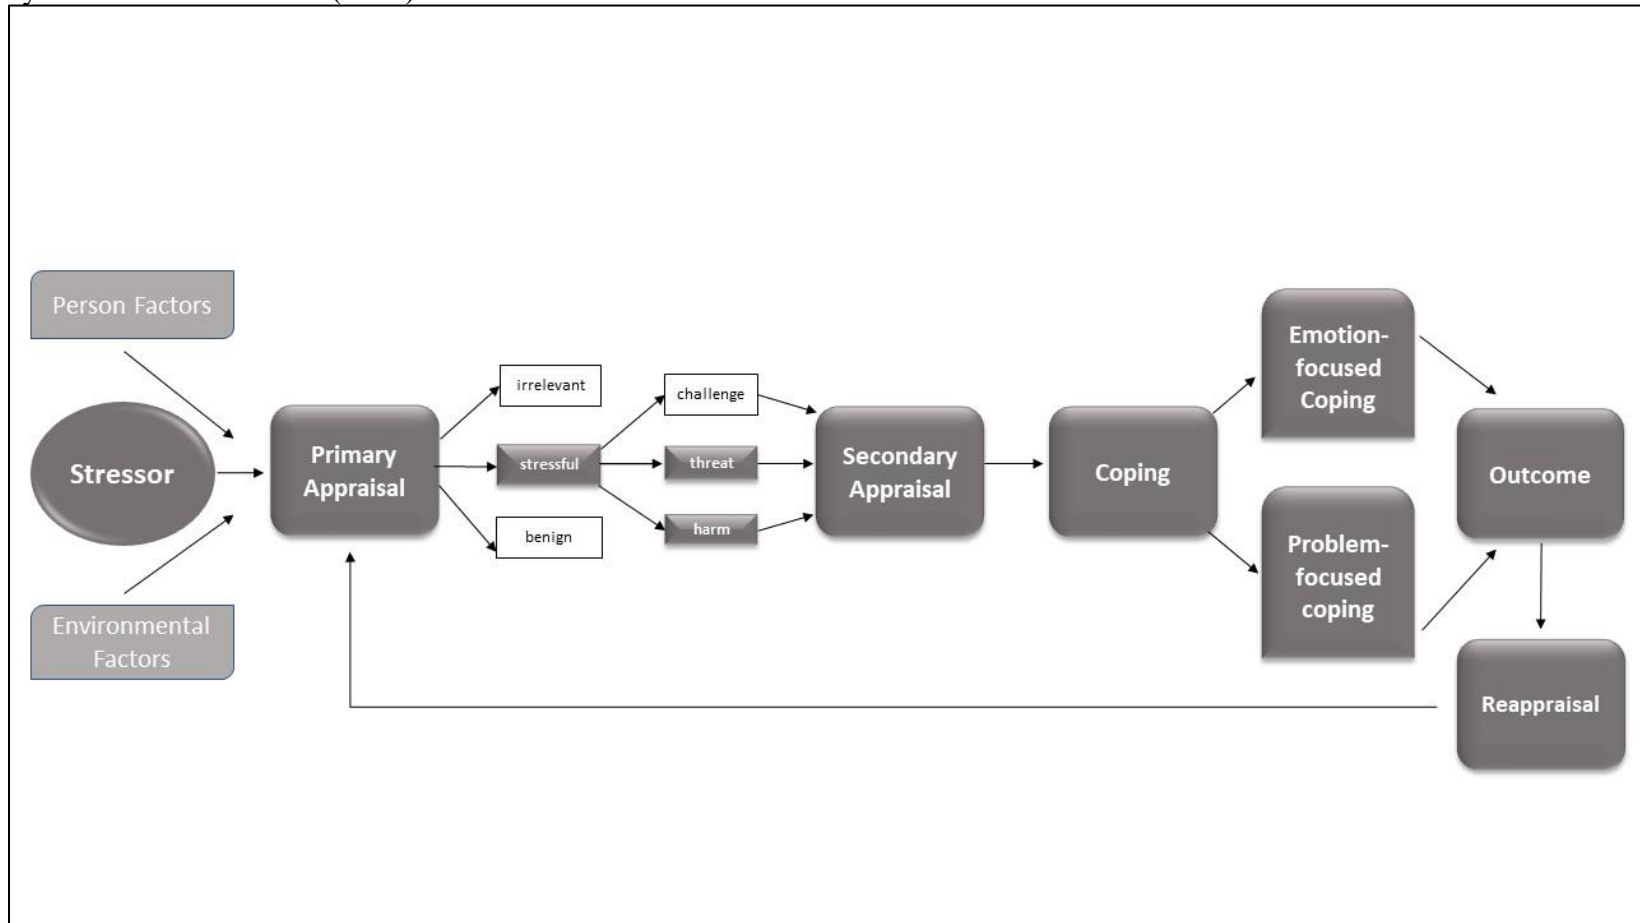 Person Factors
Stressor
Environmental
Factors
Primary
Appraisal
irrelevant
stressful
benign
challenge
threat
harm
Secondary
Appraisal
Coping
Emotion-
focused
Coping
Problem-
focused
coping
Outcome
Reappraisal